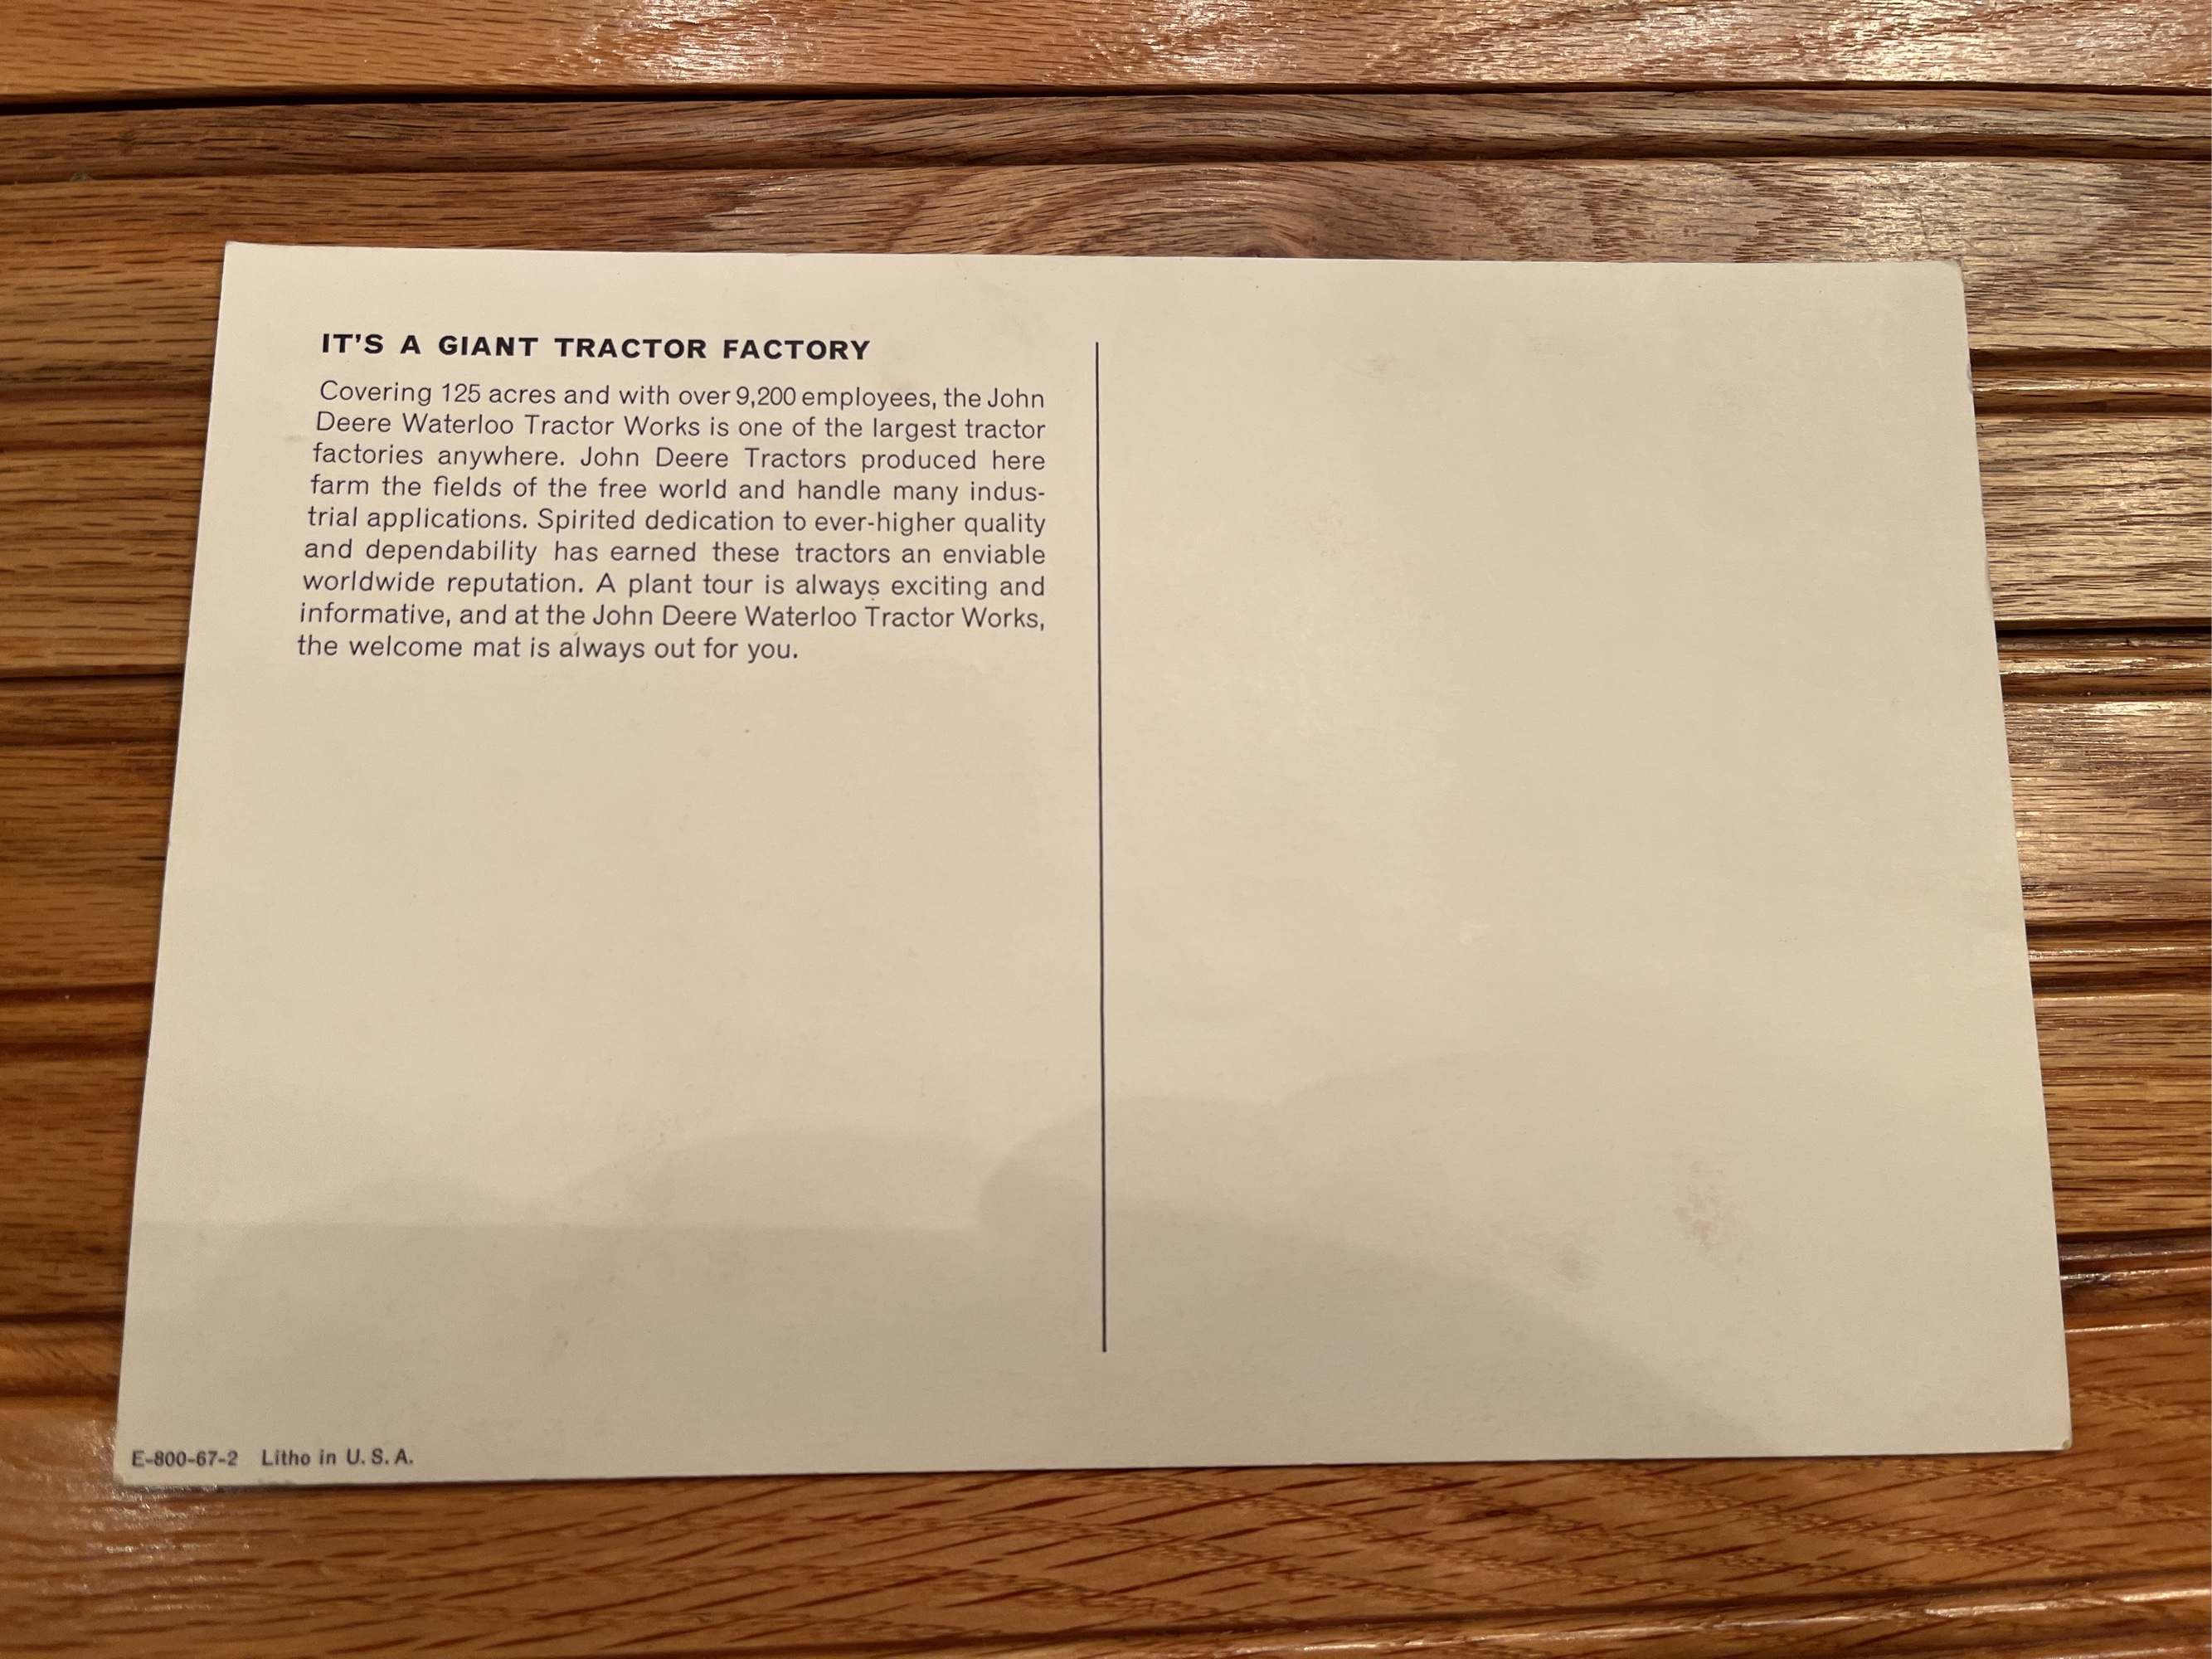 IT'S A GIANT TRACTOR FACTORY
Covering 125 acres and with over 9,200 employees, the John
Deere Waterloo Tractor Works is one of the largest tractor
factories anywhere. John Deere Tractors produced here
farm the fields of the free world and handle many indus-
trial applications. Spirited dedication to ever-higher quality
and dependability has earned these tractors an enviable
worldwide reputation. A plant tour is always exciting and
informative, and at the John Deere Waterloo Tractor Works,
the welcome mat is always out for you.
E-800-67-2 Litho in U. S. A.